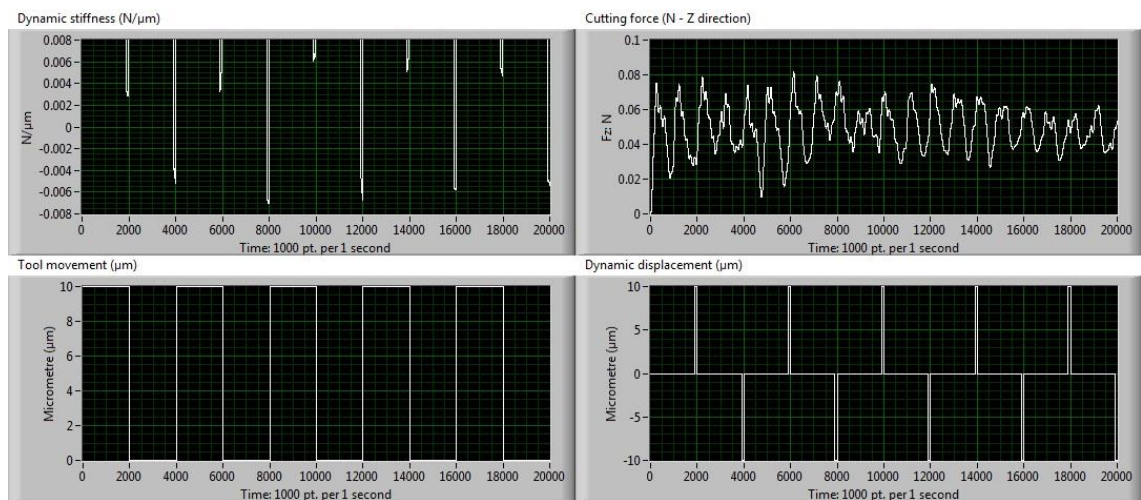 Dynamic stiffness (N/µm)
0.008
0.006
0.004
0.002
0
-0.002
-0.004
-0.006
-0.008
N/µm
0 2000 4000 6000 8000 10000 12000 14000 16000 18000 20000
Time: 1000 pt. per 1 second
Cutting force (N - Z direction)
0.1
0.08
0.06
0.04
0.02
0
Fz: N
0 2000 4000 6000 8000 10000 12000 14000 16000 18000 20000
Time: 1000 pt. per 1 second
Tool movement (µm)
10
8
6
4
2
0
Micrometre (µm)
0 2000 4000 6000 8000 10000 12000 14000 16000 18000 20000
Time: 1000 pt. per 1 second
Dynamic displacement (µm)
10
5
0
-5
-10
Micrometre (µm)
0 2000 4000 6000 8000 10000 12000 14000 16000 18000 20000
Time: 1000 pt. per 1 second